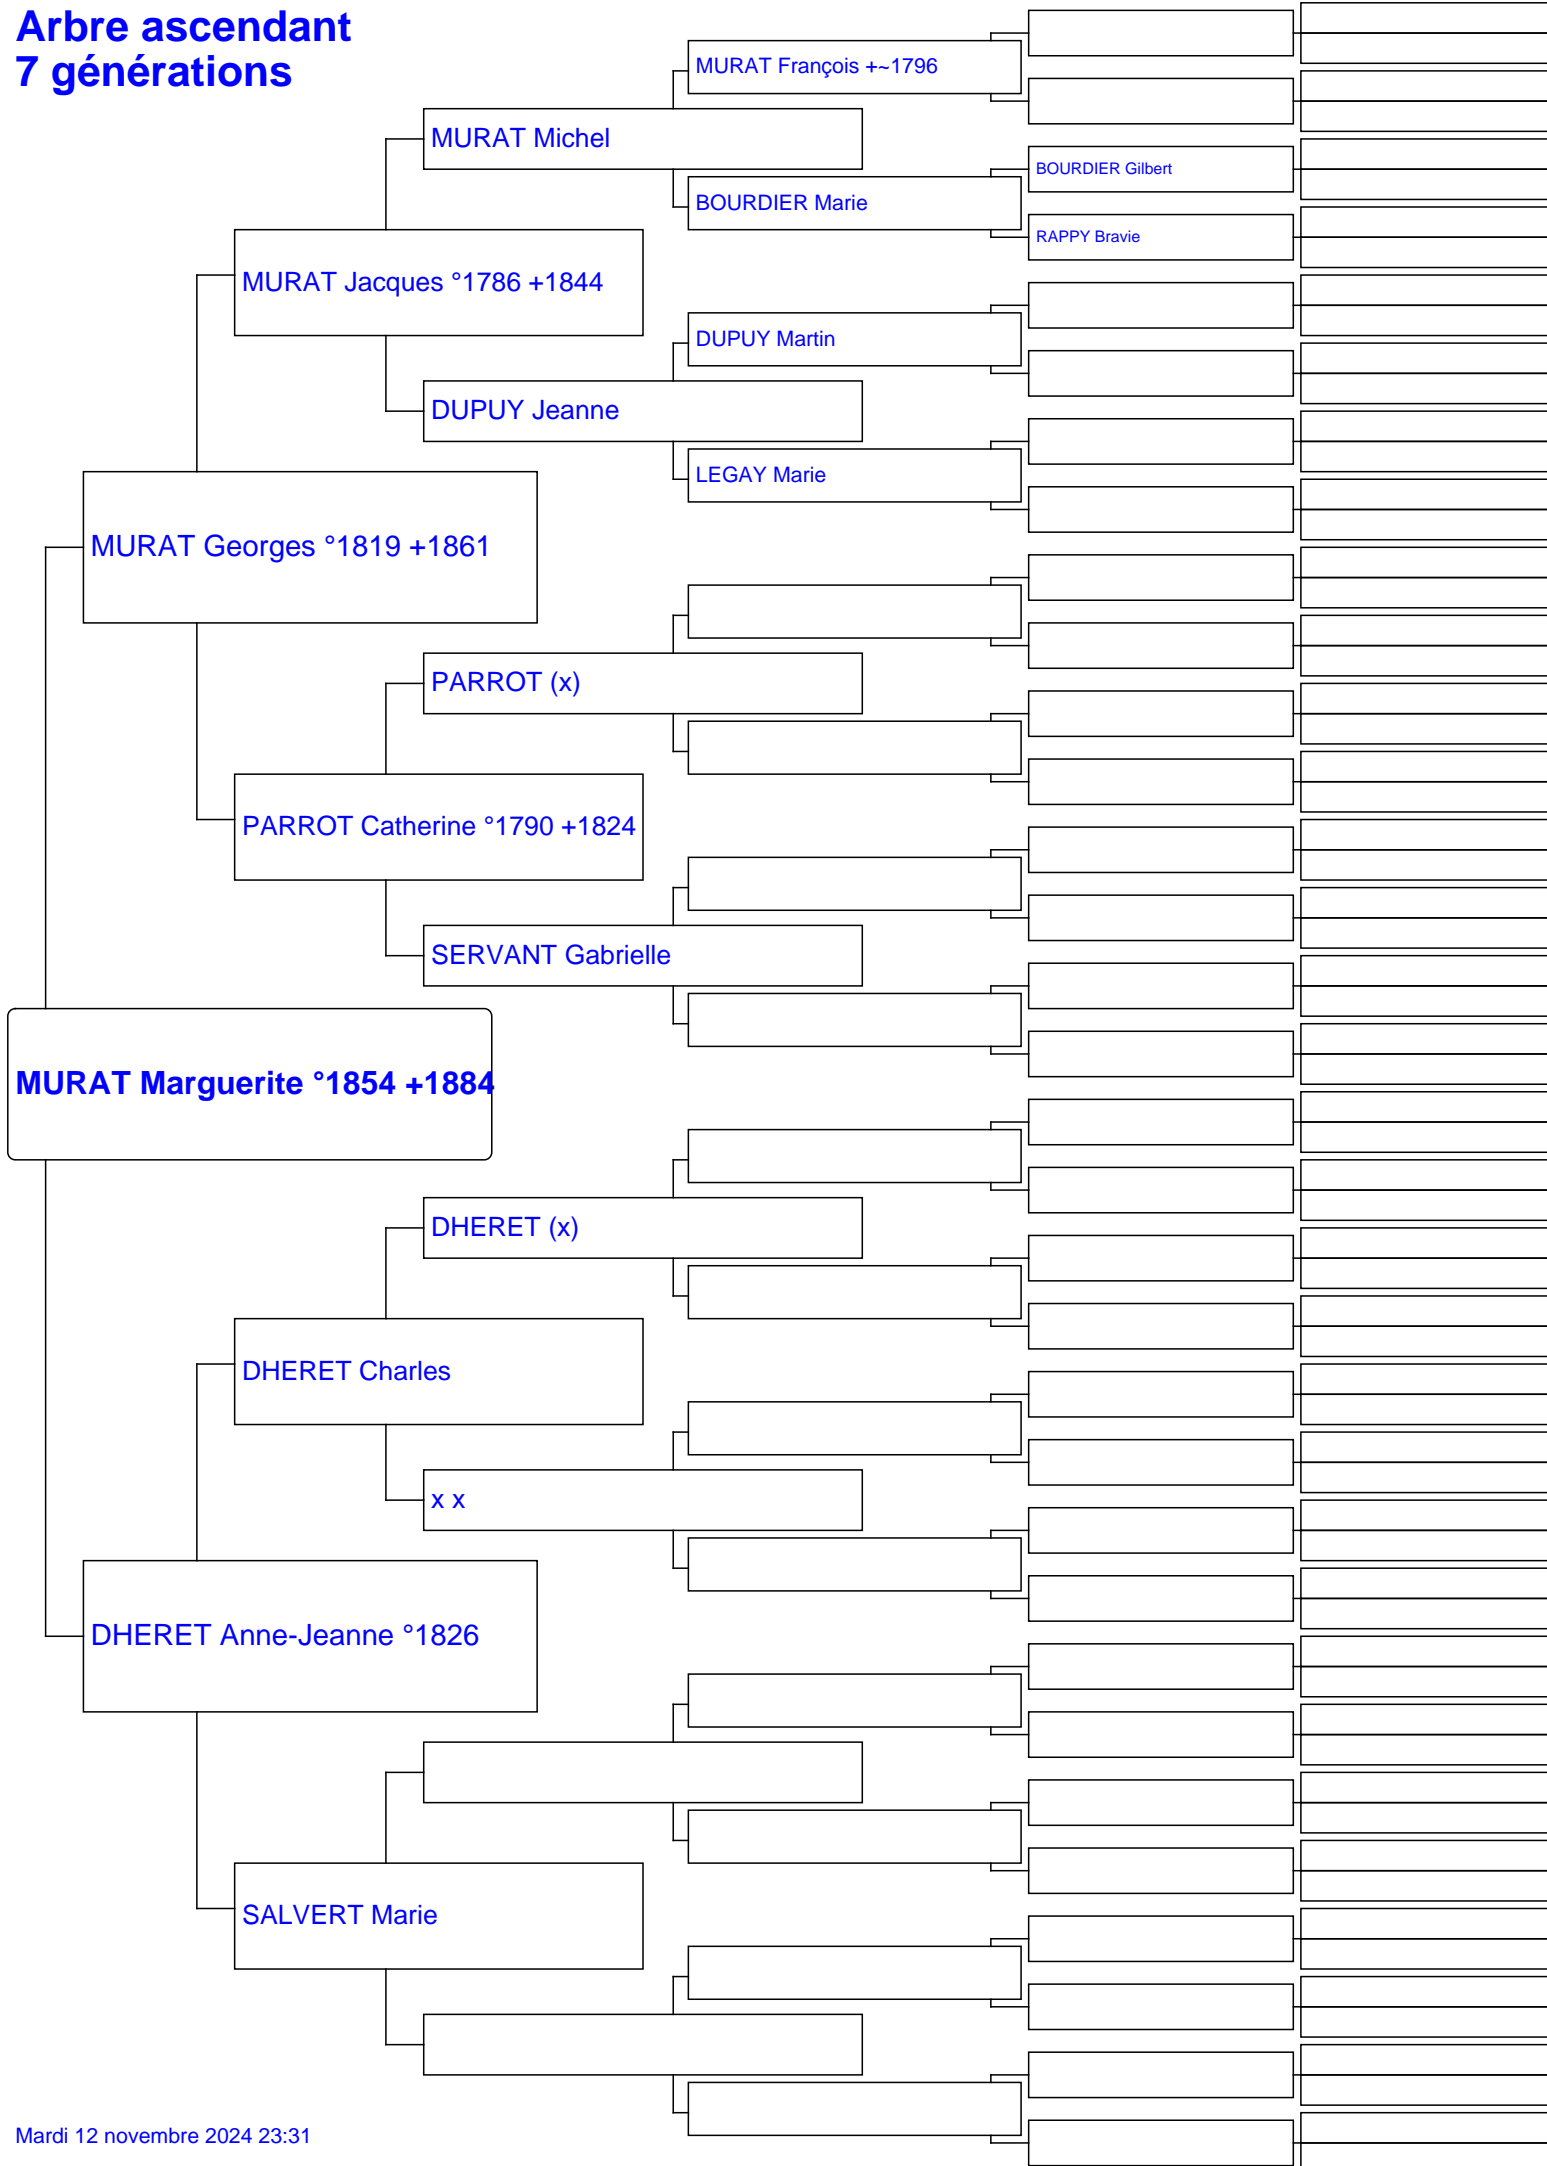 Arbre ascendant
7 générations
MURAT François +~1796
MURAT Michel
BOURDIER Gilbert
BOURDIER Marie
RAPPY Bravie
MURAT Jacques °1786 +1844
DUPUY Martin
DUPUY Jeanne
LEGAY Marie
MURAT Georges °1819 +1861
PARROT (x)
PARROT Catherine °1790 +1824
SERVANT Gabrielle
MURAT Marguerite °1854 +1884
DHERET (x)
DHERET Charles
x x
DHERET Anne-Jeanne °1826
SALVERT Marie
Mardi 12 novembre 2024 23:31